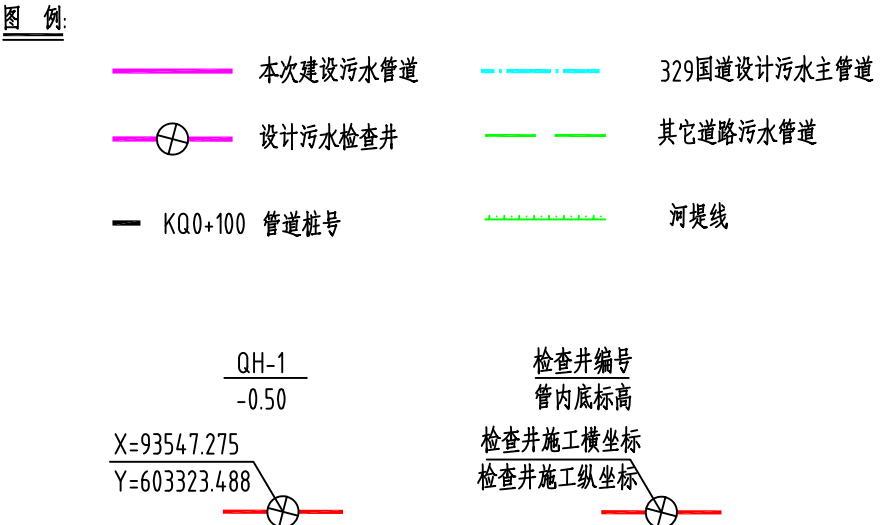 图 例:
本次建设污水管道
329国道设计污水主管道
设计污水检查井
其它道路污水管道
KQ0+100 管道桩号
河堤线
QH-1
-0.50
X=93547.275
Y=603323.488
检查井编号
管内底标高
检查井施工横坐标
检查井施工纵坐标